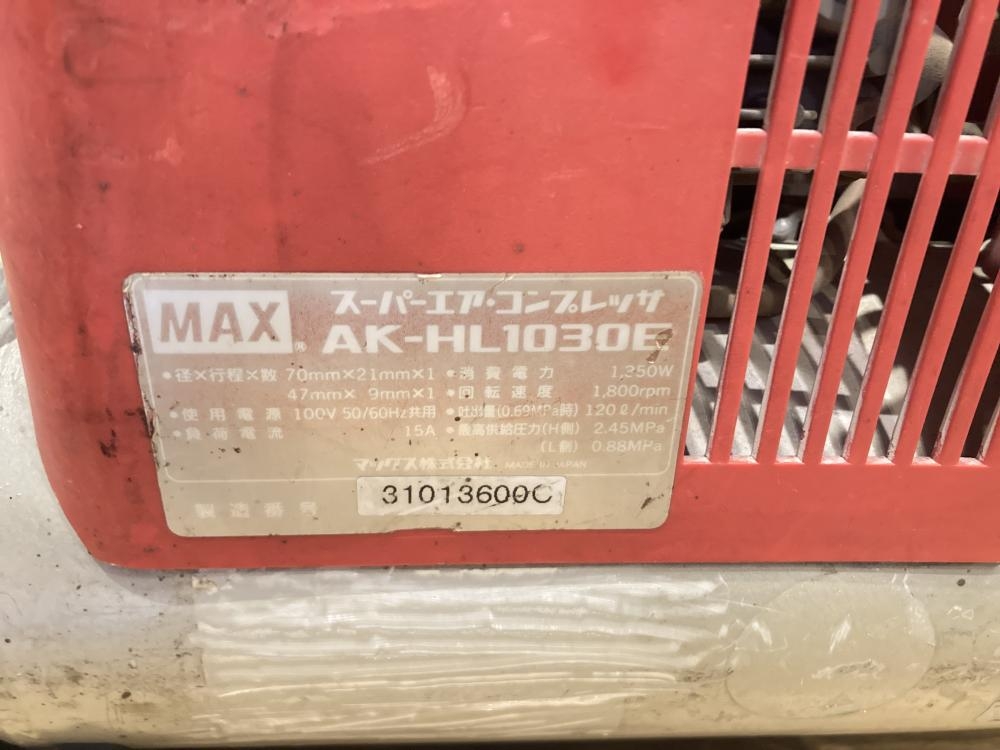 MAX® スーパーエア・コンプレッサ
AK-HL1030E
•径×行程×数 70mm×21mm×1 •消費電力 1,350W
47mm× 9mm×1 •回転速度 1,800rpm
•使用電源 100V 50/60Hz共用 •吐出量(0.69MPa時) 120ℓ/min
•負荷電流 15A •最高供給圧力(H側) 2.45MPa
(L側) 0.88MPa
マックス株式会社 MADE IN JAPAN
製造番号 31013600C